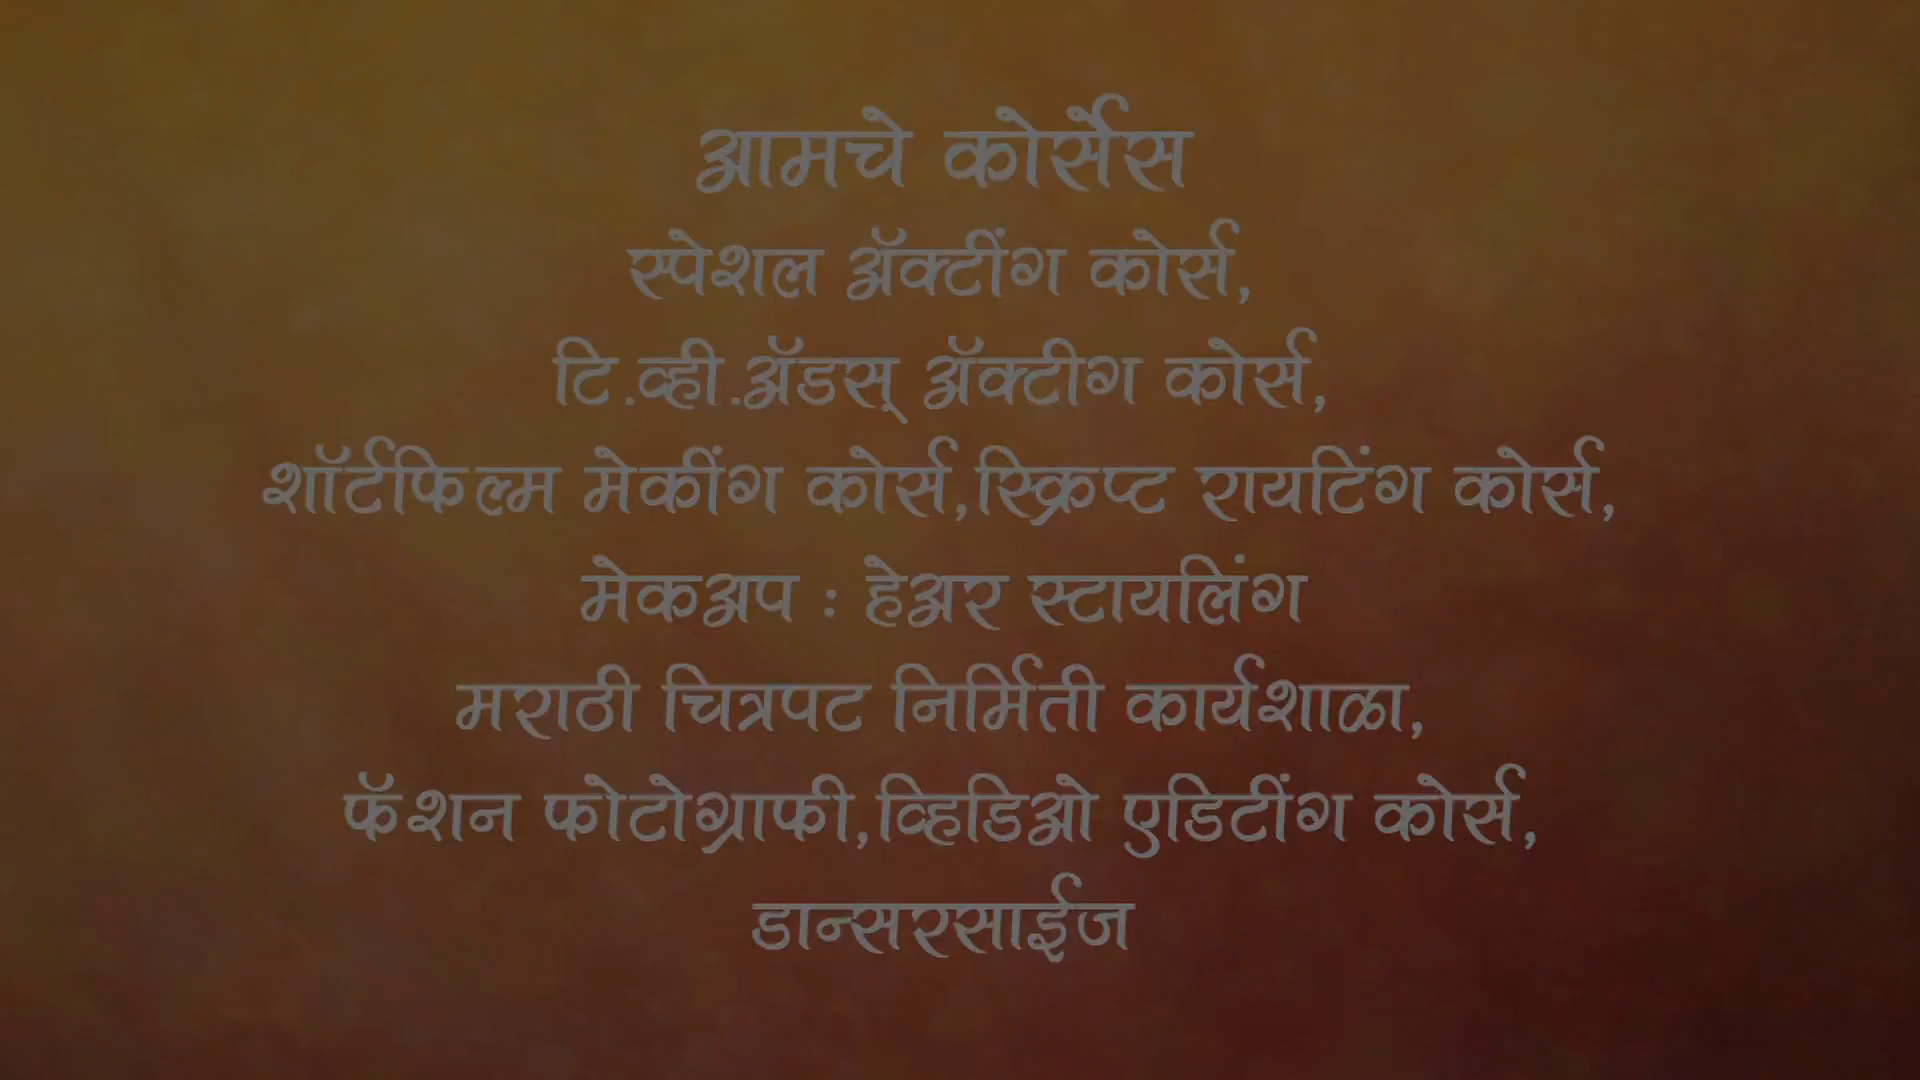 आमचे कोर्सेस
स्पेशल ॲक्टींग कोर्स,
टि.व्ही.ॲडस् ॲक्टीग कोर्स,
शॉर्टफिल्म मेकींग कोर्स,स्क्रिप्ट रायटिंग कोर्स,
मेकअप : हेअर स्टायलिंग
मराठी चित्रपट निर्मिती कार्यशाळा,
फॅशन फोटोग्राफी,व्हिडिओ एडिटींग कोर्स,
डान्सरसाईज